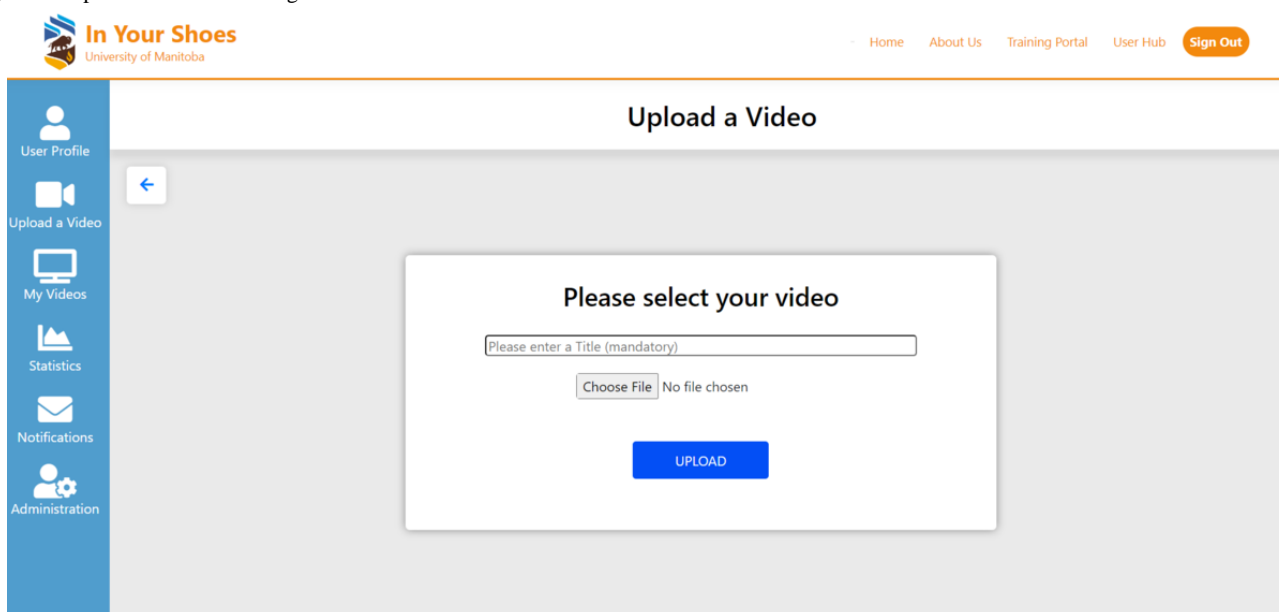 In Your Shoes
University of Manitoba
Home About Us Training Portal User Hub Sign Out
Upload a Video
User Profile
Upload a Video
My Videos
Statistics
Notifications
Administration
Please select your video
Please enter a Title (mandatory)
Choose File No file chosen
UPLOAD